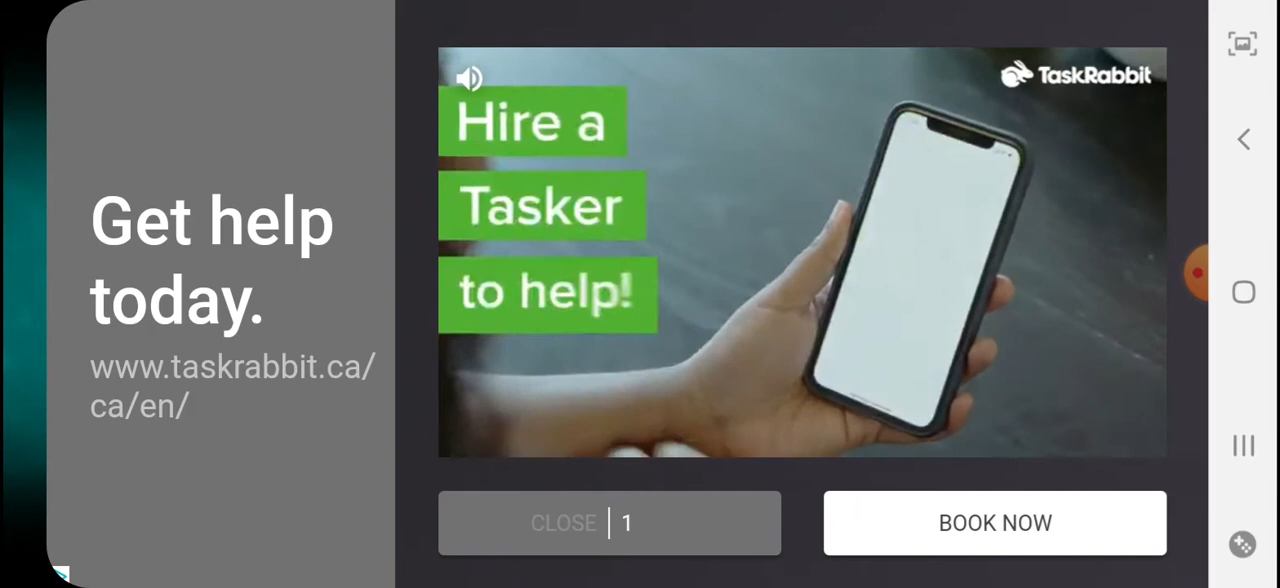 Get help
today.
www.taskrabbit.ca/
ca/en/
TaskRabbit
Hire a
Tasker
to help!
CLOSE | 1
BOOK NOW